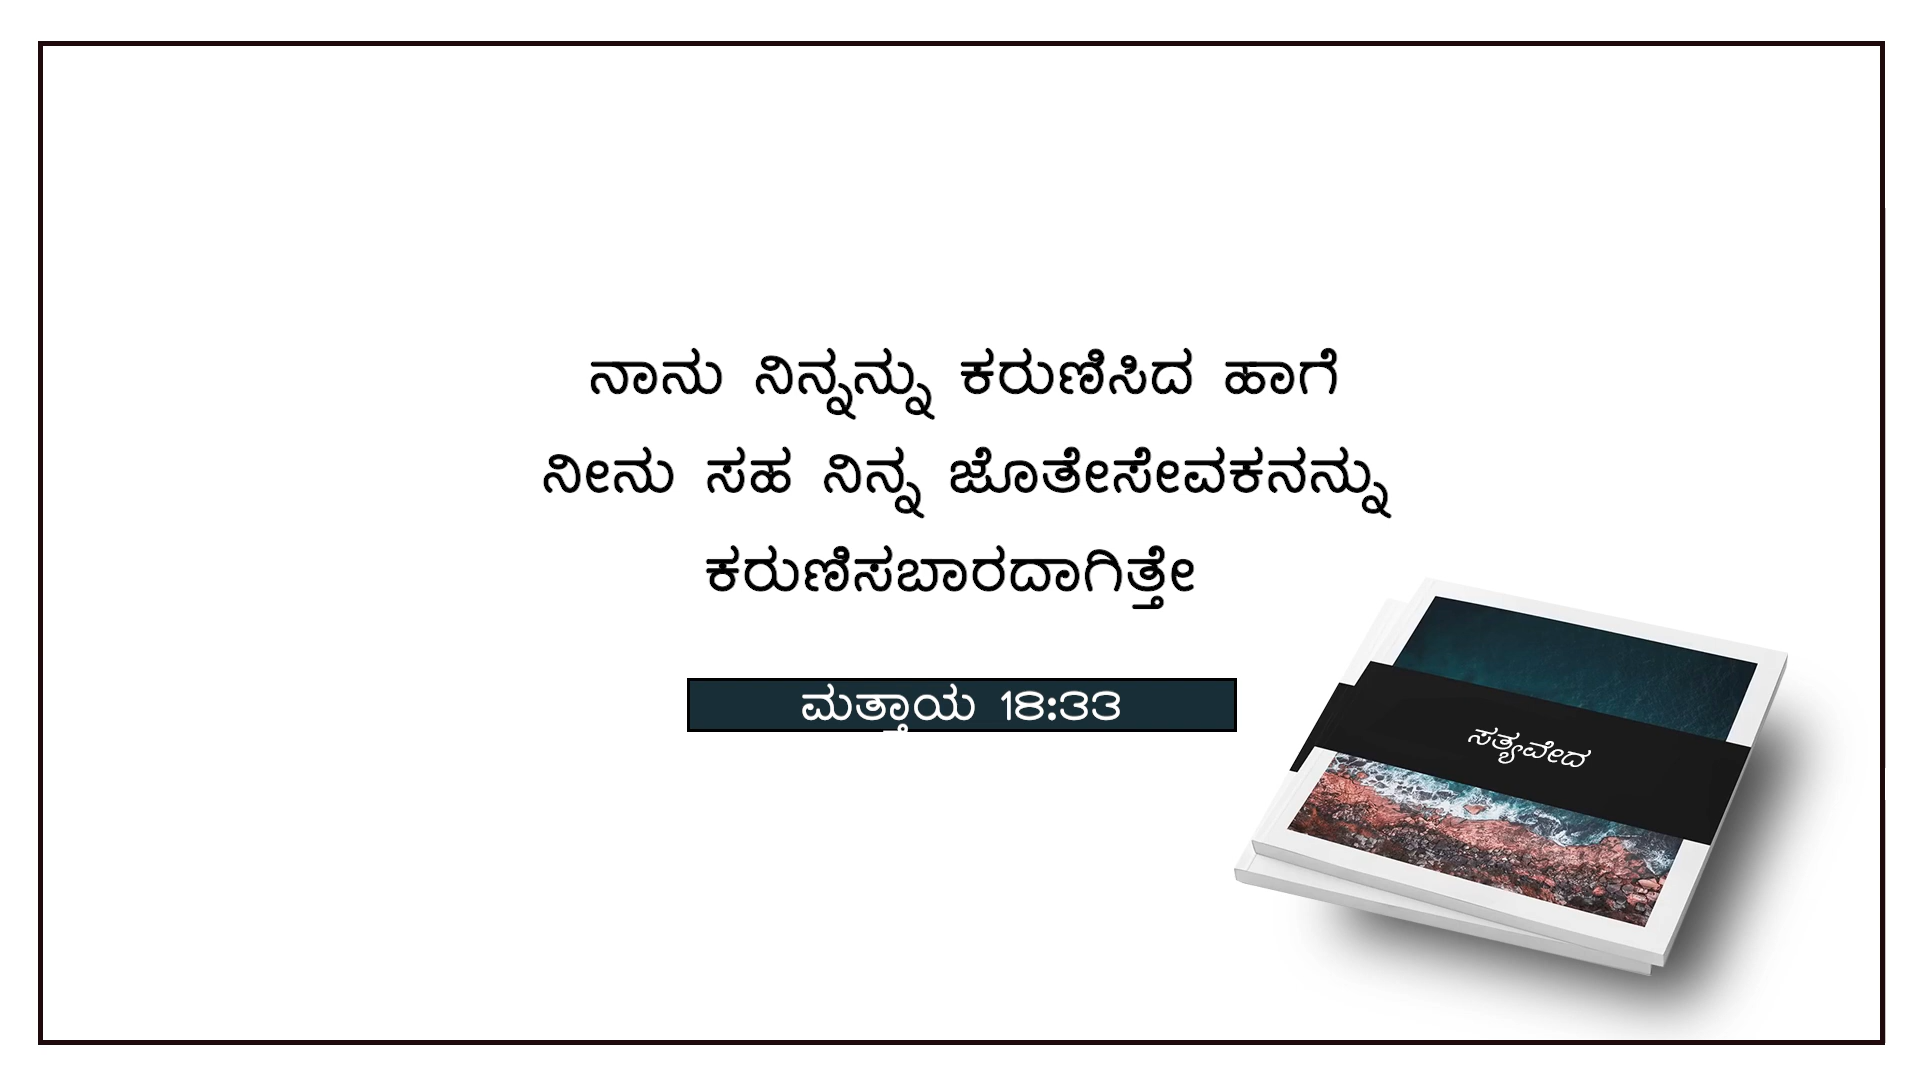 ನಾನು ನಿನ್ನನ್ನು ಕರುಣಿಸಿದ ಹಾಗೆ
ನೀನು ಸಹ ನಿನ್ನ ಜೊತೇಸೇವಕನನ್ನು
ಕರುಣಿಸಬಾರದಾಗಿತ್ತೇ
ಮತ್ತಾಯ 18:33
ಸತ್ಯವೇದ